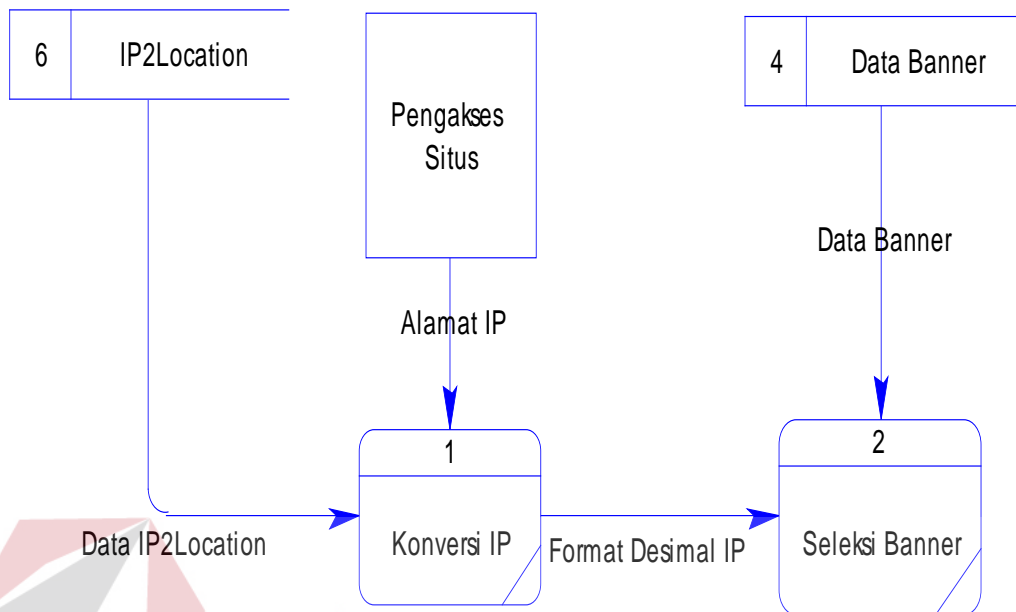 6 IP2Location
Pengakses
Situs
4 Data Banner
Data Banner
Alamat IP
1
Konversi IP
2
Seleksi Banner
Data IP2Location
Format Desimal IP